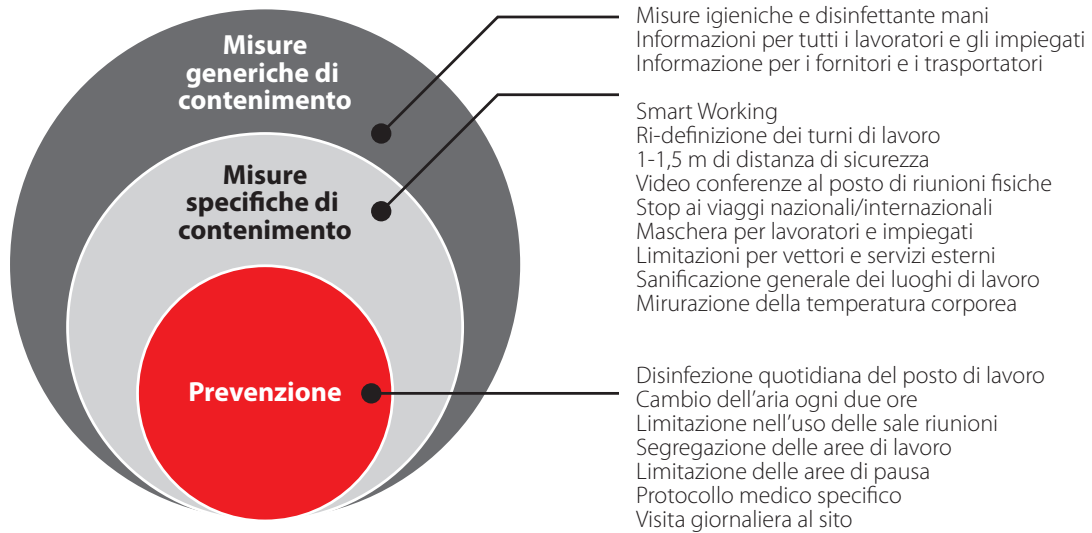 Misure
generiche di
contenimento
Misure igieniche e disinfettante mani
Informazioni per tutti i lavoratori e gli impiegati
Informazione per i fornitori e i trasportatori
Misure
specifiche di
contenimento
Smart Working
Ri-definizione dei turni di lavoro
1-1,5 m di distanza di sicurezza
Video conferenze al posto di riunioni fisiche
Stop ai viaggi nazionali/internazionali
Maschera per lavoratori e impiegati
Limitazioni per vettori e servizi esterni
Sanificazione generale dei luoghi di lavoro
Mirurazione della temperatura corporea
Prevenzione
Disinfezione quotidiana del posto di lavoro
Cambio dell’aria ogni due ore
Limitazione nell’uso delle sale riunioni
Segregazione delle aree di lavoro
Limitazione delle aree di pausa
Protocollo medico specifico
Visita giornaliera al sito